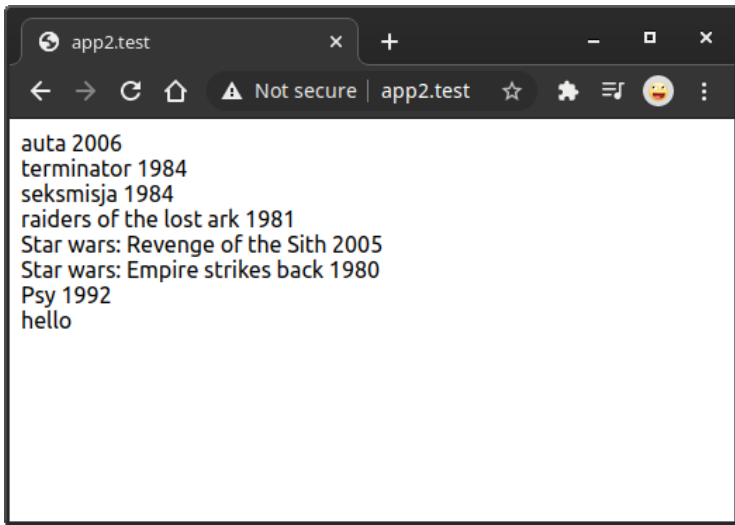 app2.test
Not secure app2.test
auta 2006
terminator 1984
seksmisja 1984
raiders of the lost ark 1981
Star wars: Revenge of the Sith 2005
Star wars: Empire strikes back 1980
Psy 1992
hello